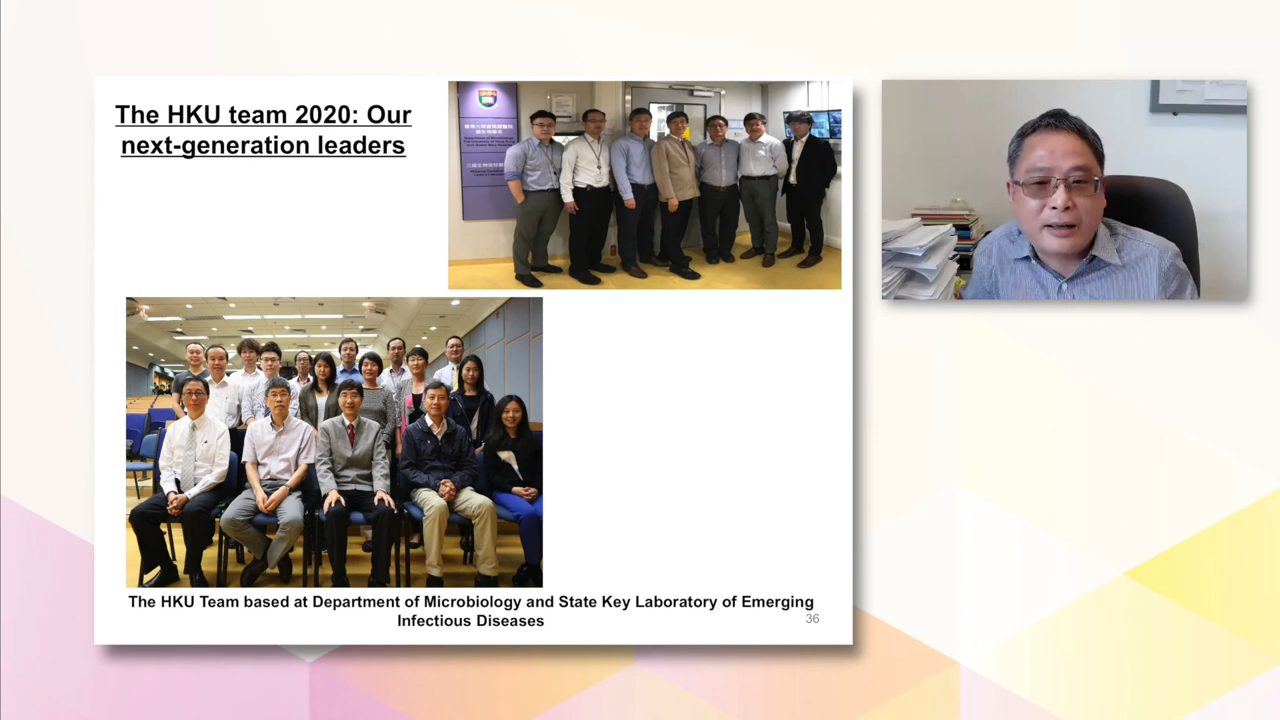 The HKU team 2020: Our
next-generation leaders
The HKU Team based at Department of Microbiology and State Key Laboratory of Emerging
Infectious Diseases
36